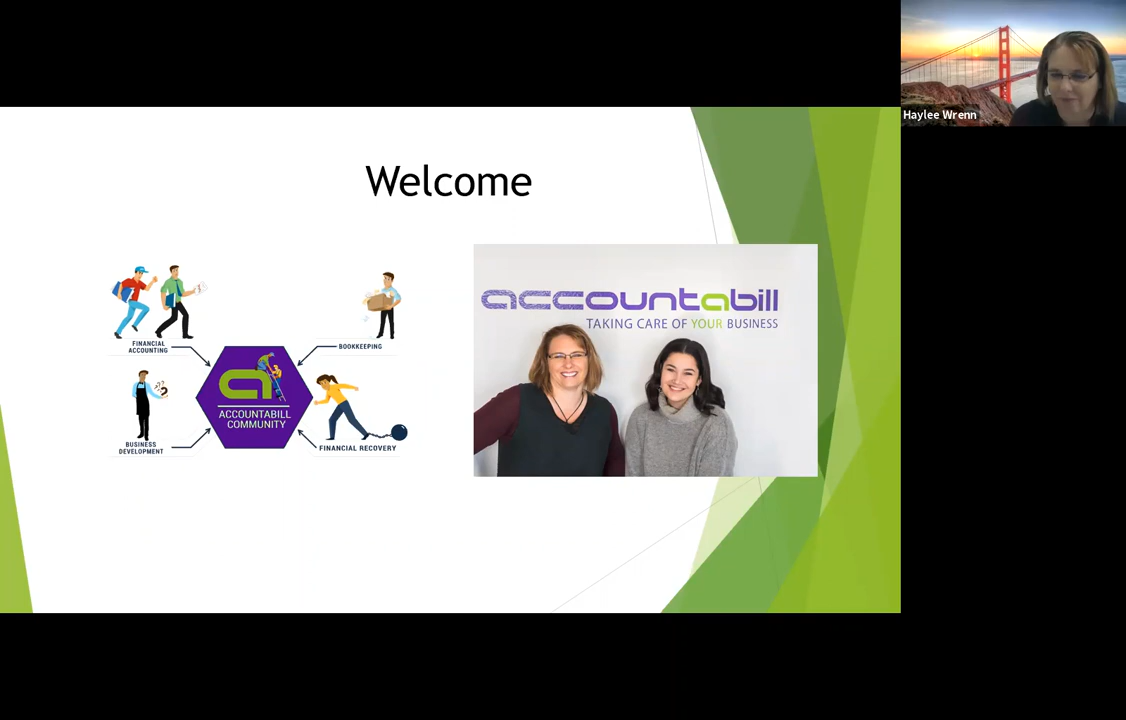 Haylee Wrenn
Welcome
FINANCIAL
ACCOUNTING
BOOKKEEPING
ACCOUNTABILL
COMMUNITY
BUSINESS
DEVELOPMENT
FINANCIAL RECOVERY
accountabill
TAKING CARE OF YOUR BUSINESS